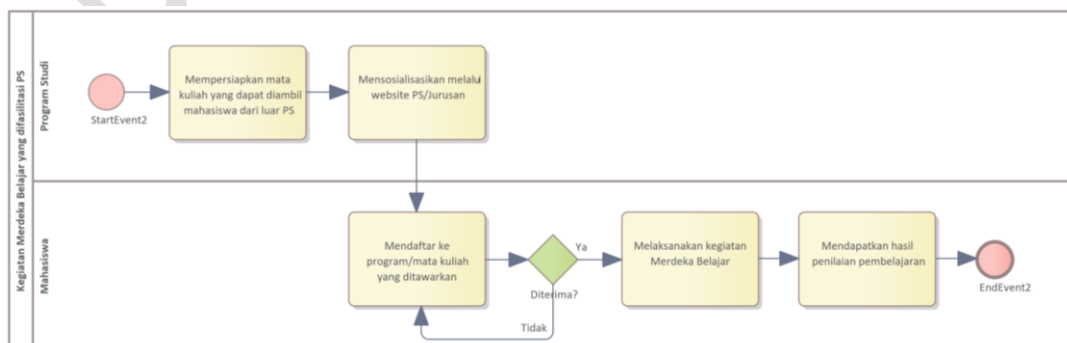 Kegiatan Merdeka Belajar yang difasilitasi PS
Program Studi
StartEvent2
Mempersiapkan mata
kuliah yang dapat diambil
mahasiswa dari luar PS
Mensosialisasikan melalui
website PS/Jurusan
Mahasiswa
Mendaftar ke
program/mata kuliah
yang ditawarkan
Diterima?
Ya
Tidak
Melaksanakan kegiatan
Merdeka Belajar
Mendapatkan hasil
penilaian pembelajaran
EndEvent2